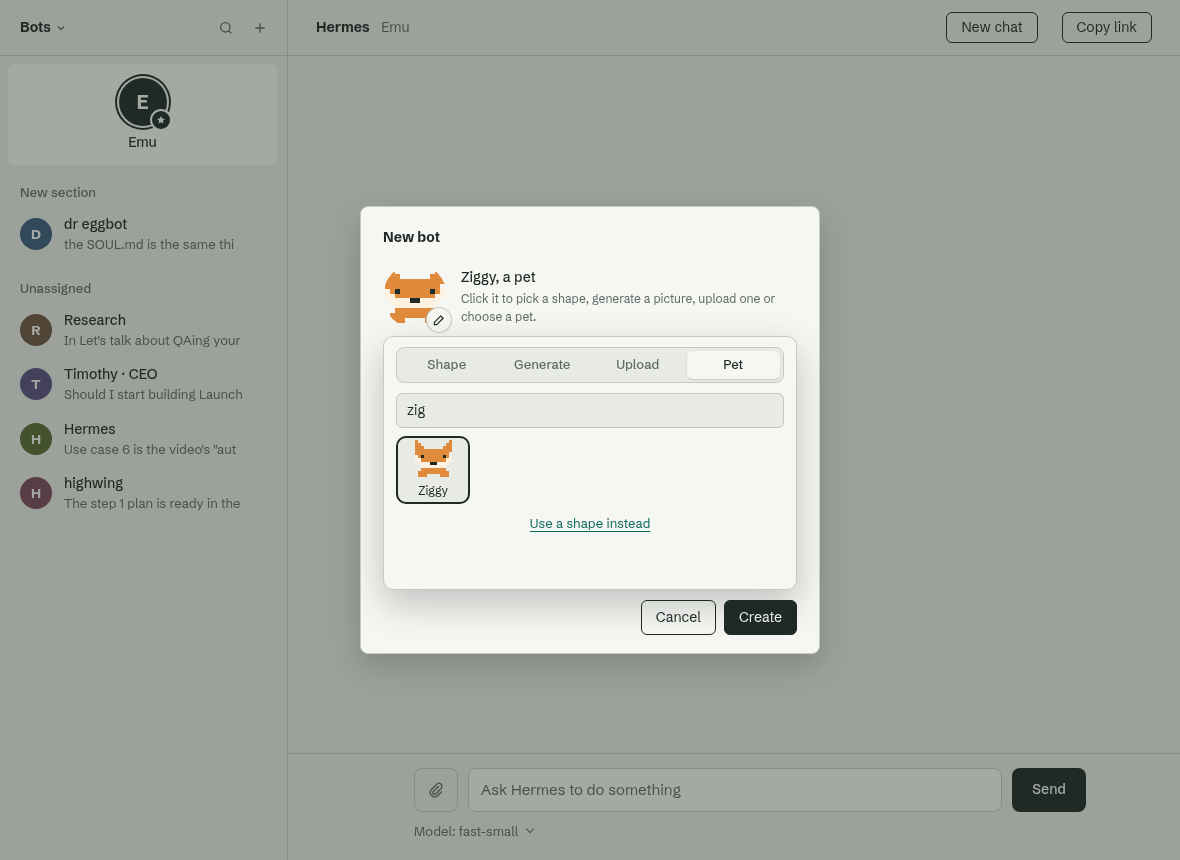 Bots
Hermes Emu
New chat
Copy link
E
Emu
New section
D
dr eggbot
the SOUL.md is the same thi
Unassigned
R
Research
In Let's talk about QAing your
T
Timothy · CEO
Should I start building Launch
H
Hermes
Use case 6 is the video's "aut
H
highwing
The step 1 plan is ready in the
New bot
Ziggy, a pet
Click it to pick a shape, generate a picture, upload one or
choose a pet.
Shape Generate Upload Pet
zig
Ziggy
Use a shape instead
Cancel Create
Ask Hermes to do something
Send
Model: fast-small